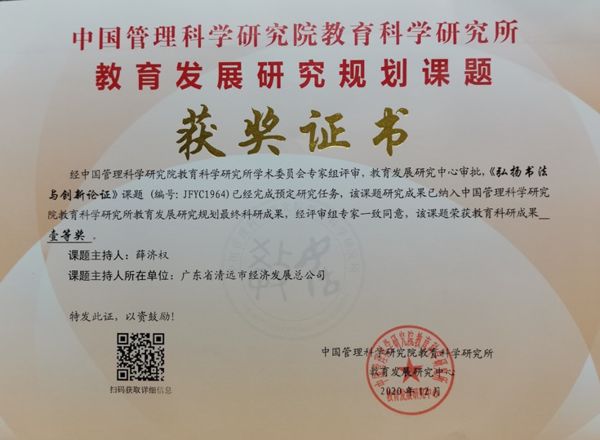 中国管理科学研究院教育科学研究所
教育发展研究规划课题
获奖证书
经中国管理科学研究院教育科学研究所学术委员会专家组评审，教育发展研究中心审批，《弘扬书法
与创新论证》课题（编号：JFYC1964)已经完成预定研究任务，该课题研究成果已纳入中国管理科学研究
院教育科学研究所教育发展研究规划最终科研成果，经评审组专家一致同意，该课题荣获教育科研成果
壹等奖。
课题主持人：薛济权
课题主持人所在单位：广东省清远市经济发展总公司
特发此证，以资鼓励！
扫码获取详细信息
中国管理科学研究院教育科学研究所
教育发展研究中心
2020年12月